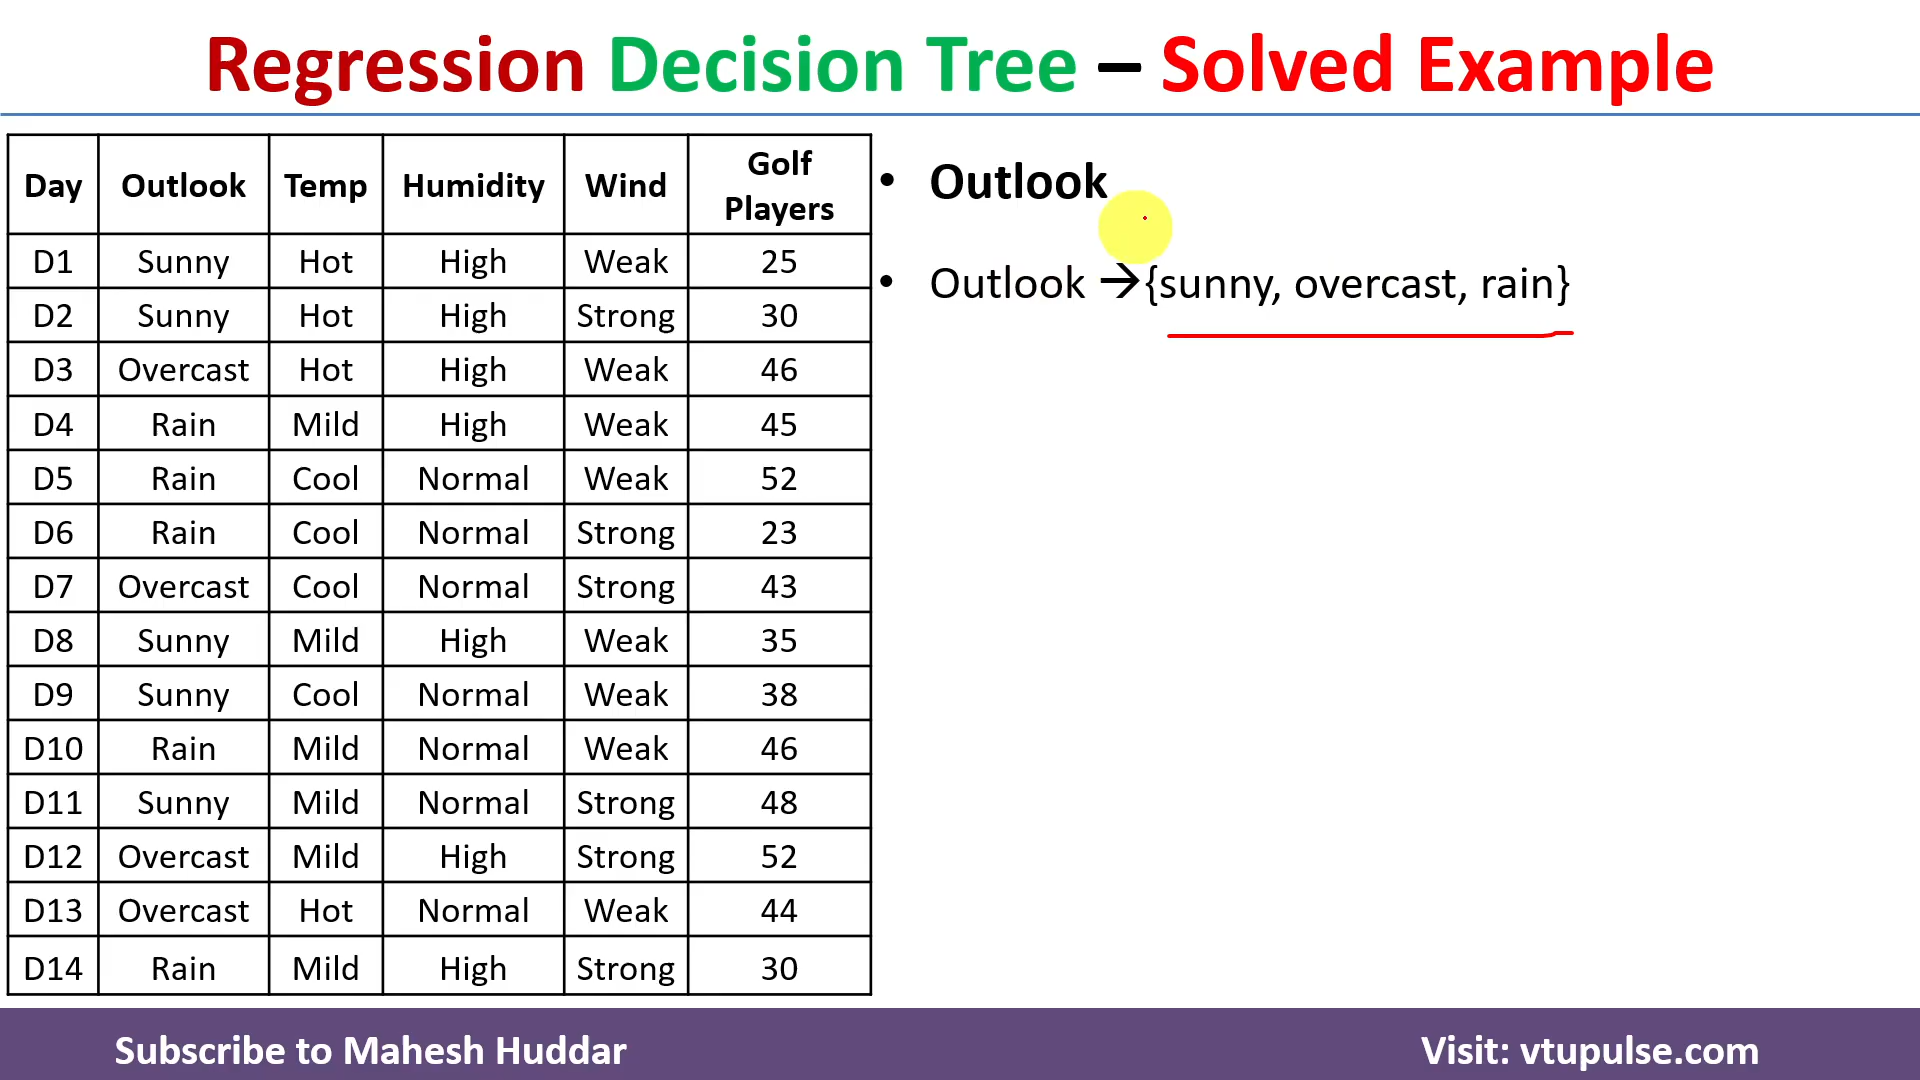 Regression Decision Tree – Solved Example
Day Outlook Temp Humidity Wind Golf Players
D1 Sunny Hot High Weak 25
D2 Sunny Hot High Strong 30
D3 Overcast Hot High Weak 46
D4 Rain Mild High Weak 45
D5 Rain Cool Normal Weak 52
D6 Rain Cool Normal Strong 23
D7 Overcast Cool Normal Strong 43
D8 Sunny Mild High Weak 35
D9 Sunny Cool Normal Weak 38
D10 Rain Mild Normal Weak 46
D11 Sunny Mild Normal Strong 48
D12 Overcast Mild High Strong 52
D13 Overcast Hot Normal Weak 44
D14 Rain Mild High Strong 30
• Outlook
• Outlook →{sunny, overcast, rain}
Subscribe to Mahesh Huddar
Visit: vtupulse.com